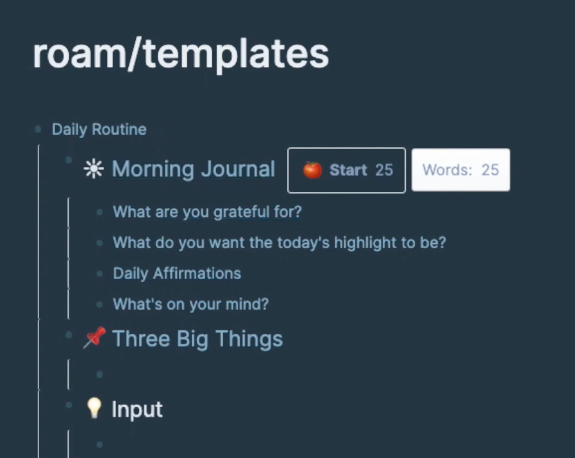 roam/templates
Daily Routine
☀ Morning Journal 🍅 Start 25 Words: 25
What are you grateful for?
What do you want the today's highlight to be?
Daily Affirmations
What's on your mind?
📌 Three Big Things
💡 Input